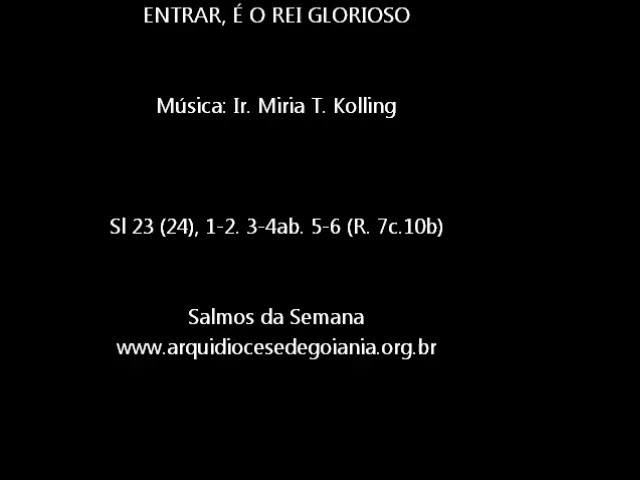 ENTRAR, É O REI GLORIOSO
Música: Ir. Miria T. Kolling
Sl 23 (24), 1-2. 3-4ab. 5-6 (R. 7c.10b)
Salmos da Semana
www.arquidiocesedegoiania.org.br